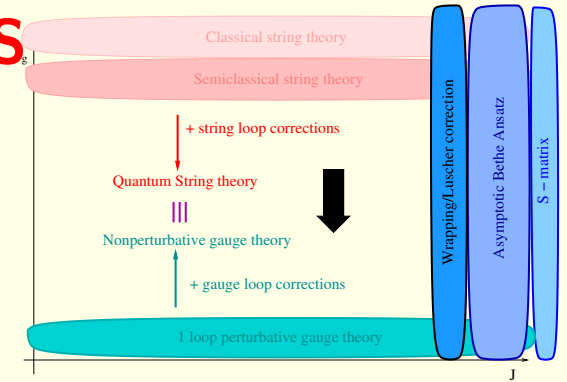 S
g
Classical string theory
Semiclassical string theory
+ string loop corrections
Quantum String theory
Nonperturbative gauge theory
+ gauge loop corrections
1 loop perturbative gauge theory
J
Wrapping/Luscher correction
Asymptotic Bethe Ansatz
S - matrix